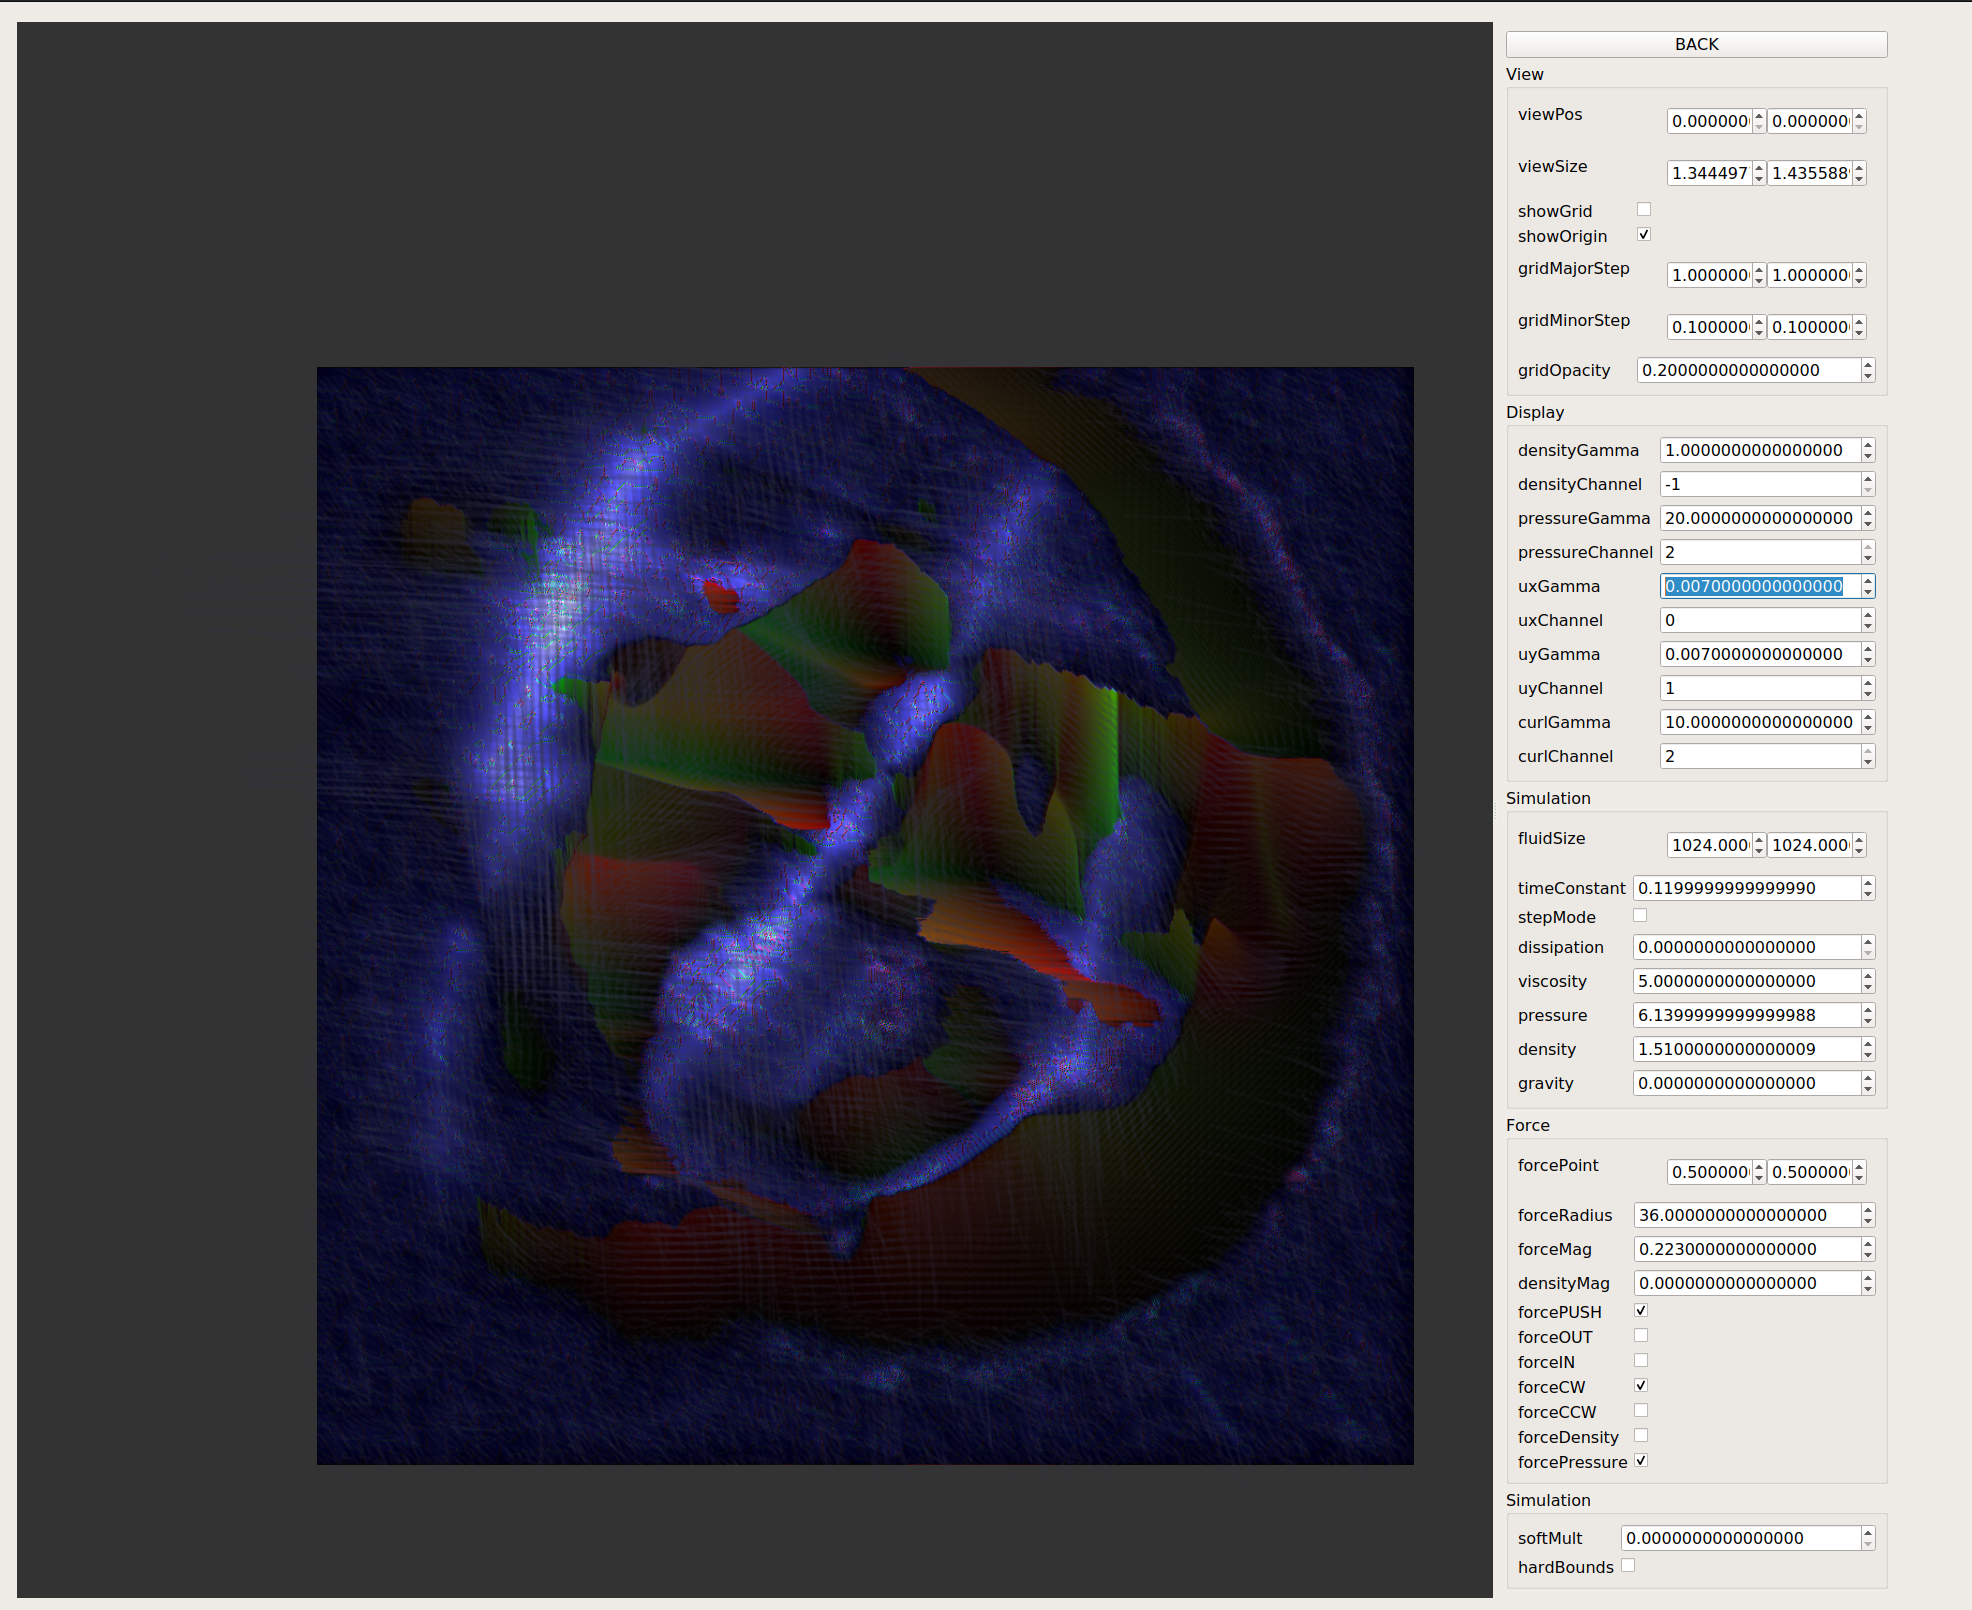 BACK
View
viewPos 0.000000 0.000000
viewSize 1.344497 1.435588
showGrid
showOrigin
gridMajorStep 1.000000 1.000000
gridMinorStep 0.100000 0.100000
gridOpacity 0.2000000000000000
Display
densityGamma 1.0000000000000000
densityChannel -1
pressureGamma 20.0000000000000000
pressureChannel 2
uxGamma 0.0070000000000000
uxChannel 0
uyGamma 0.0070000000000000
uyChannel 1
curlGamma 10.0000000000000000
curlChannel 2
Simulation
fluidSize 1024.000 1024.000
timeConstant 0.1199999999999990
stepMode
dissipation 0.0000000000000000
viscosity 5.0000000000000000
pressure 6.1399999999999988
density 1.5100000000000009
gravity 0.0000000000000000
Force
forcePoint 0.500000 0.500000
forceRadius 36.0000000000000000
forceMag 0.2230000000000000
densityMag 0.0000000000000000
forcePUSH
forceOUT
forceIN
forceCW
forceCCW
forceDensity
forcePressure
Simulation
softMult 0.0000000000000000
hardBounds